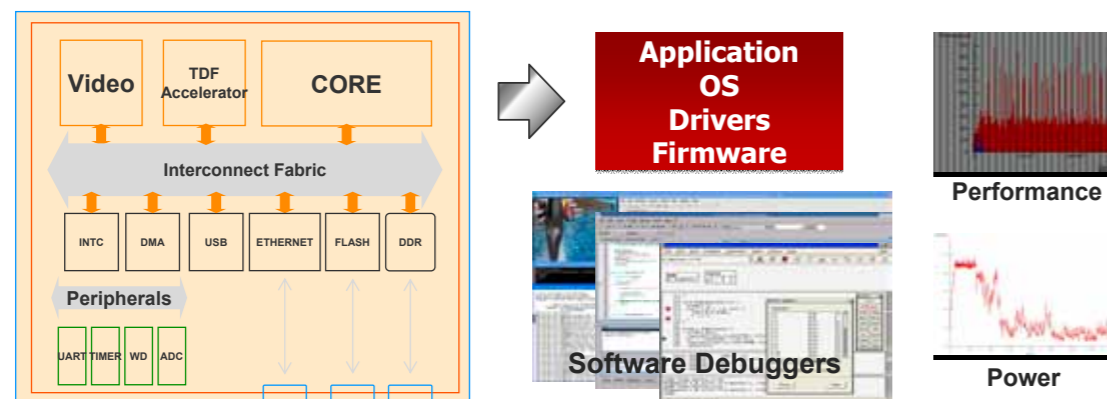 Video
TDF
Accelerator
CORE
Interconnect Fabric
INTC
DMA
USB
ETHERNET
FLASH
DDR
Peripherals
UART
TIMER
WD
ADC
Application
OS
Drivers
Firmware
Software Debuggers
Performance
Power